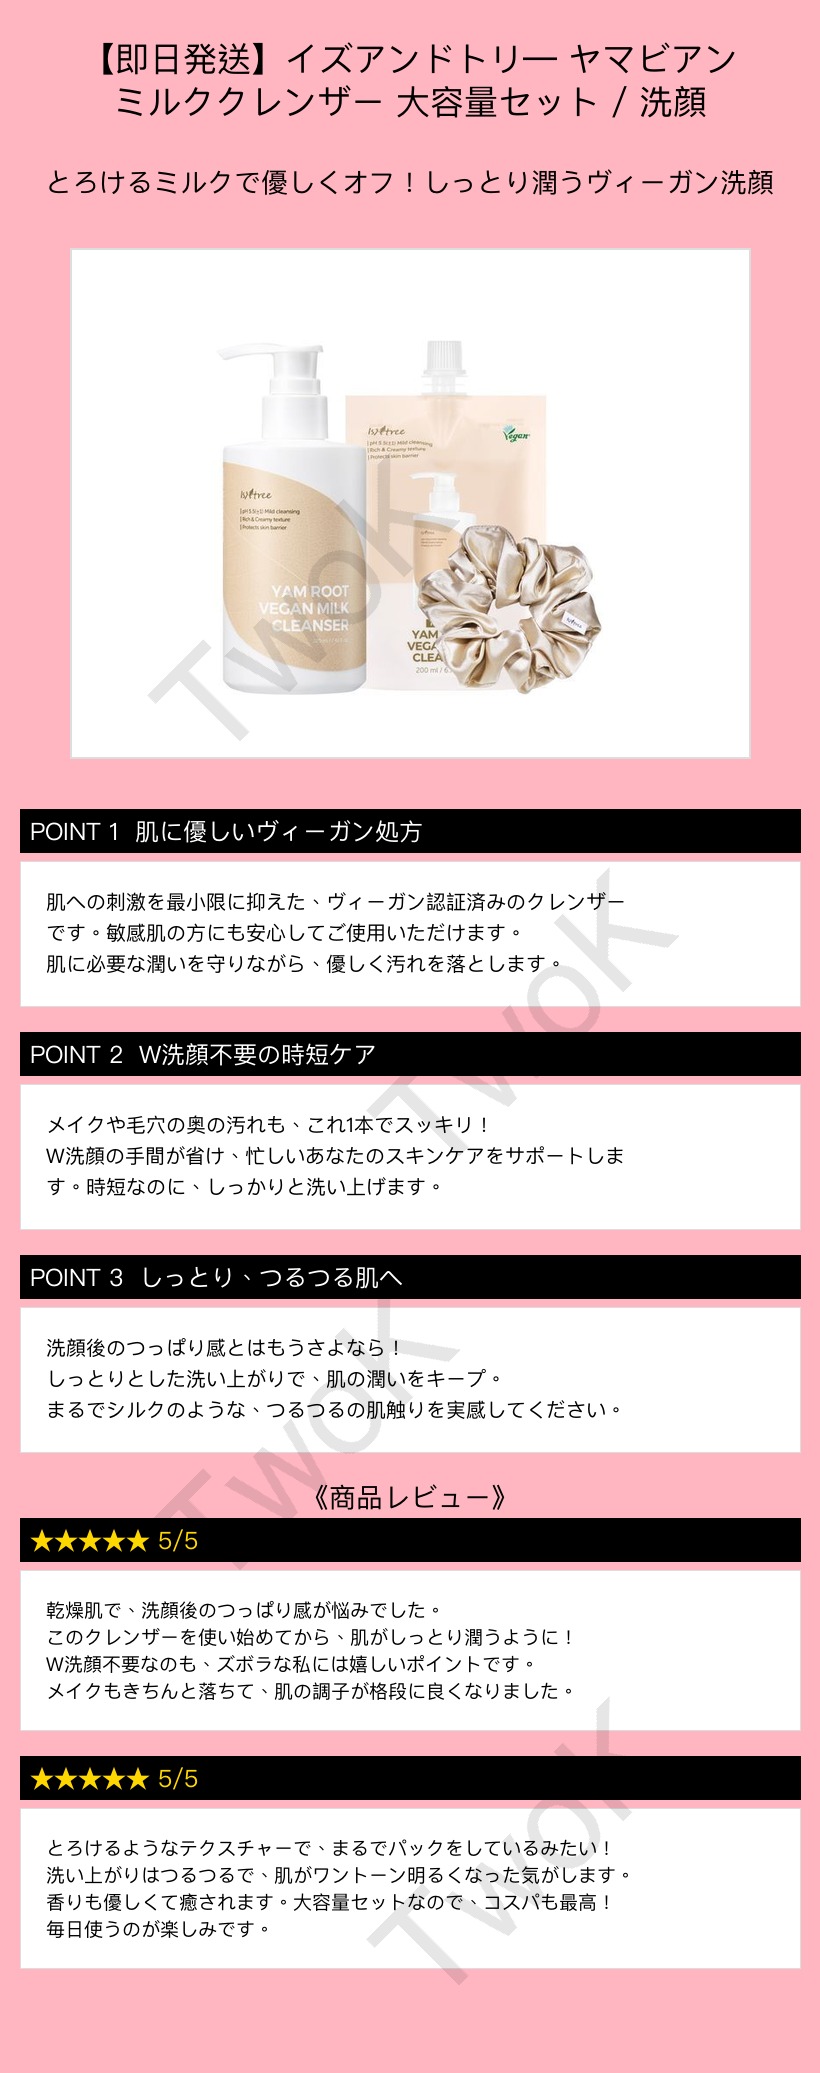 【即日発送】イズアンドトリー ヤマビアン
ミルククレンザー 大容量セット / 洗顔
とろけるミルクで優しくオフ！しっとり潤うヴィーガン洗顔
Isntree
pH 5.5(±1) Mild cleansing
Rich & Creamy texture
Protects skin barrier
YAM ROOT
VEGAN MILK
CLEANSER
Isntree
pH 5.5(±1) Mild cleansing
Rich & Creamy texture
Protects skin barrier
Vegan
YAM
VEGA
CLEA
200 ml / 6.
TwoK
POINT 1 肌に優しいヴィーガン処方
肌への刺激を最小限に抑えた、ヴィーガン認証済みのクレンザー
です。敏感肌の方にも安心してご使用いただけます。
肌に必要な潤いを守りながら、優しく汚れを落とします。
TwoK
POINT 2 W洗顔不要の時短ケア
メイクや毛穴の奥の汚れも、これ1本でスッキリ！
W洗顔の手間が省け、忙しいあなたのスキンケアをサポートしま
す。時短なのに、しっかりと洗い上げます。
POINT 3 しっとり、つるつる肌へ
洗顔後のつっぱり感とはもうさよなら！
しっとりとした洗い上がりで、肌の潤いをキープ。
まるでシルクのような、つるつるの肌触りを実感してください。
TwoK
《商品レビュー》
★★★★★ 5/5
乾燥肌で、洗顔後のつっぱり感が悩みでした。
このクレンザーを使い始めてから、肌がしっとり潤うように！
W洗顔不要なのも、ズボラな私には嬉しいポイントです。
メイクもきちんと落ちて、肌の調子が格段に良くなりました。
★★★★★ 5/5
とろけるようなテクスチャーで、まるでパックをしているみたい！
洗い上がりはつるつるで、肌がワントーン明るくなった気がします。
香りも優しくて癒されます。大容量セットなので、コスパも最高！
毎日使うのが楽しみです。
TwoK